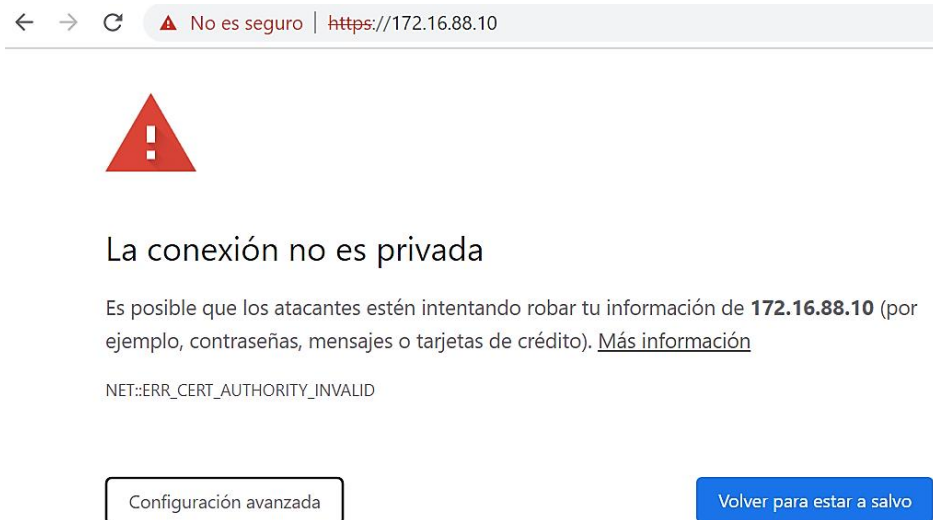 No es seguro | https://172.16.88.10
La conexión no es privada
Es posible que los atacantes estén intentando robar tu información de 172.16.88.10 (por
ejemplo, contraseñas, mensajes o tarjetas de crédito). Más información
NET::ERR_CERT_AUTHORITY_INVALID
Configuración avanzada
Volver para estar a salvo